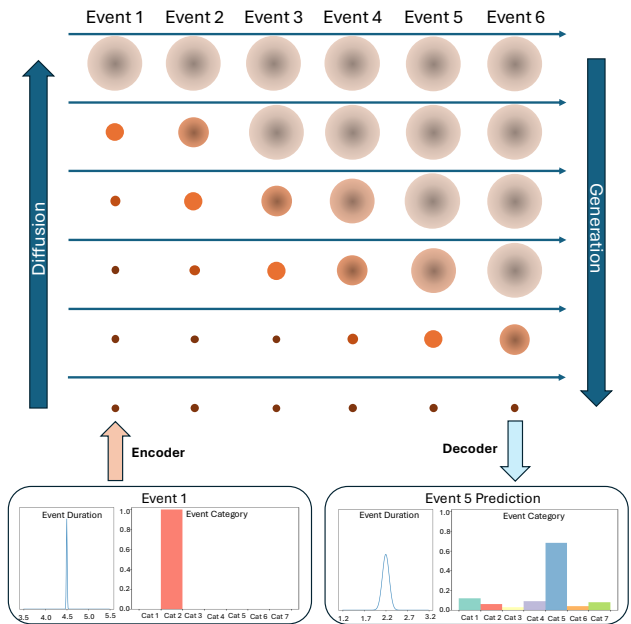 Event 1 Event 2 Event 3 Event 4 Event 5 Event 6
Diffusion
Generation
Encoder
Decoder
Event 1
Event Duration
3.5 4.0 4.5 5.0 5.5
Event Category
1.0
0.8
0.6
0.4
0.2
0.0
Cat 1 Cat 2 Cat 3 Cat 4 Cat 5 Cat 6 Cat 7
Event 5 Prediction
Event Duration
1.2 1.7 2.2 2.7 3.2
Event Category
1.0
0.8
0.6
0.4
0.2
0.0
Cat 1 Cat 2 Cat 3 Cat 4 Cat 5 Cat 6 Cat 7